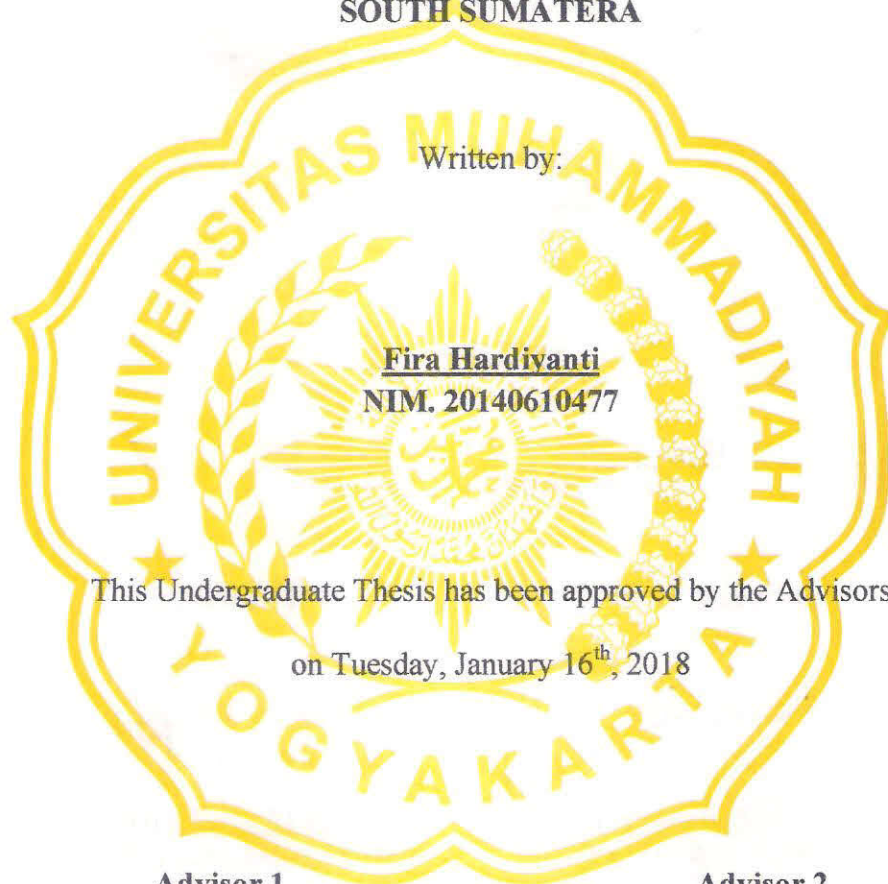 SOUTH SUMATERA
UNIVERSITAS MUHAMMADIYAH
Written by:
Fira Hardiyanti
NIM. 20140610477
محمد
This Undergraduate Thesis has been approved by the Advisors
on Tuesday, January 16th, 2018
YOGYAKARTA
Advisor 1
Advisor 2